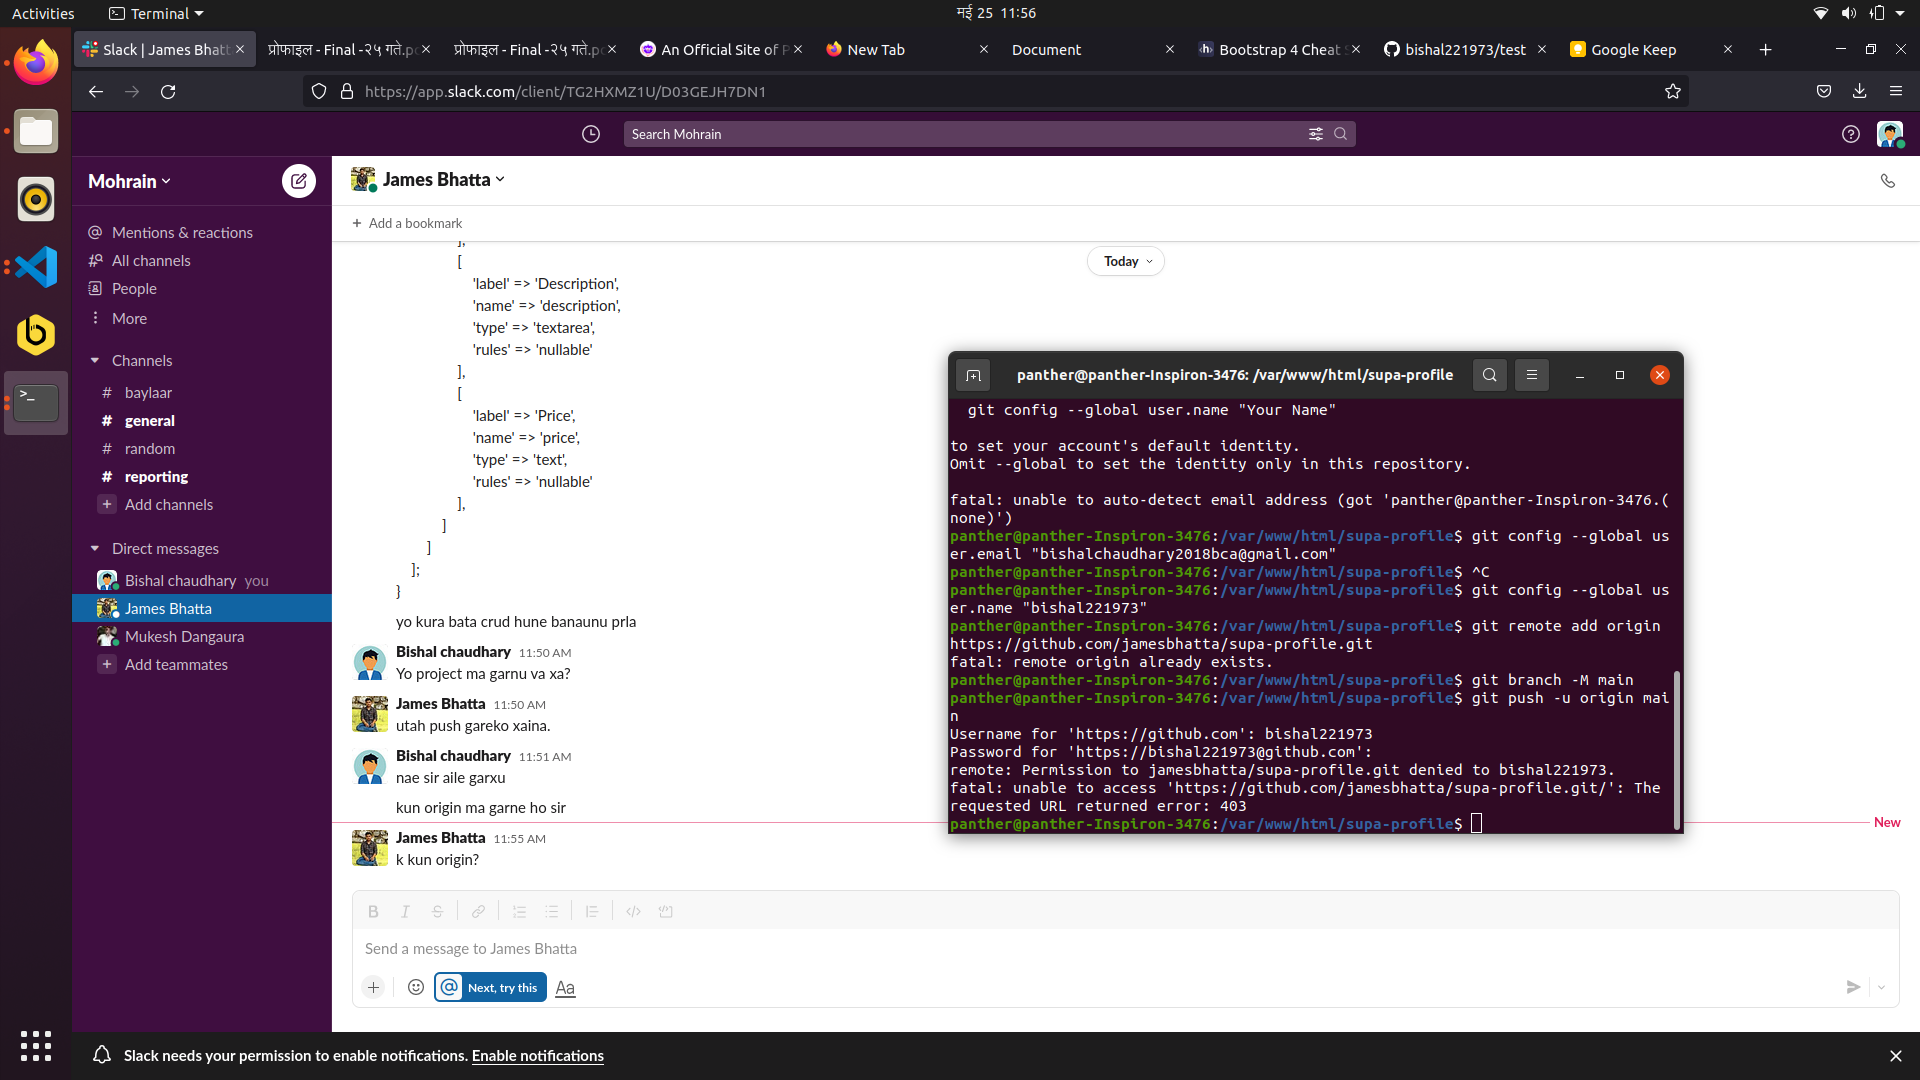 Activities
Terminal
मई 25 11:56
Slack | James Bhatt
प्रोफाइल - Final -२५ गते.p
प्रोफाइल - Final -२५ गते.p
An Official Site of P
New Tab
Document
Bootstrap 4 Cheat S
bishal221973/test
Google Keep
https://app.slack.com/client/TG2HXMZ1U/D03GEJH7DN1
Search Mohrain
Mohrain
Mentions & reactions
All channels
People
More
Channels
# baylaar
# general
# random
# reporting
+ Add channels
Direct messages
Bishal chaudhary you
James Bhatta
Mukesh Dangaura
+ Add teammates
James Bhatta
+ Add a bookmark
Today
],
[
'label' => 'Description',
'name' => 'description',
'type' => 'textarea',
'rules' => 'nullable'
],
[
'label' => 'Price',
'name' => 'price',
'type' => 'text',
'rules' => 'nullable'
],
]
]
];
}
yo kura bata crud hune banaunu prla
Bishal chaudhary 11:50 AM
Yo project ma garnu va xa?
James Bhatta 11:50 AM
utah push gareko xaina.
Bishal chaudhary 11:51 AM
nae sir aile garxu
kun origin ma garne ho sir
New
James Bhatta 11:55 AM
k kun origin?
Send a message to James Bhatta
Next, try this
Aa
panther@panther-Inspiron-3476: /var/www/html/supa-profile
git config --global user.name "Your Name"
to set your account's default identity.
Omit --global to set the identity only in this repository.
fatal: unable to auto-detect email address (got 'panther@panther-Inspiron-3476.(
none)')
panther@panther-Inspiron-3476:/var/www/html/supa-profile$ git config --global us
er.email "bishalchaudhary2018bca@gmail.com"
panther@panther-Inspiron-3476:/var/www/html/supa-profile$ ^C
panther@panther-Inspiron-3476:/var/www/html/supa-profile$ git config --global us
er.name "bishal221973"
panther@panther-Inspiron-3476:/var/www/html/supa-profile$ git remote add origin
https://github.com/jamesbhatta/supa-profile.git
fatal: remote origin already exists.
panther@panther-Inspiron-3476:/var/www/html/supa-profile$ git branch -M main
panther@panther-Inspiron-3476:/var/www/html/supa-profile$ git push -u origin mai
n
Username for 'https://github.com': bishal221973
Password for 'https://bishal221973@github.com':
remote: Permission to jamesbhatta/supa-profile.git denied to bishal221973.
fatal: unable to access 'https://github.com/jamesbhatta/supa-profile.git/': The
requested URL returned error: 403
panther@panther-Inspiron-3476:/var/www/html/supa-profile$
Slack needs your permission to enable notifications. Enable notifications